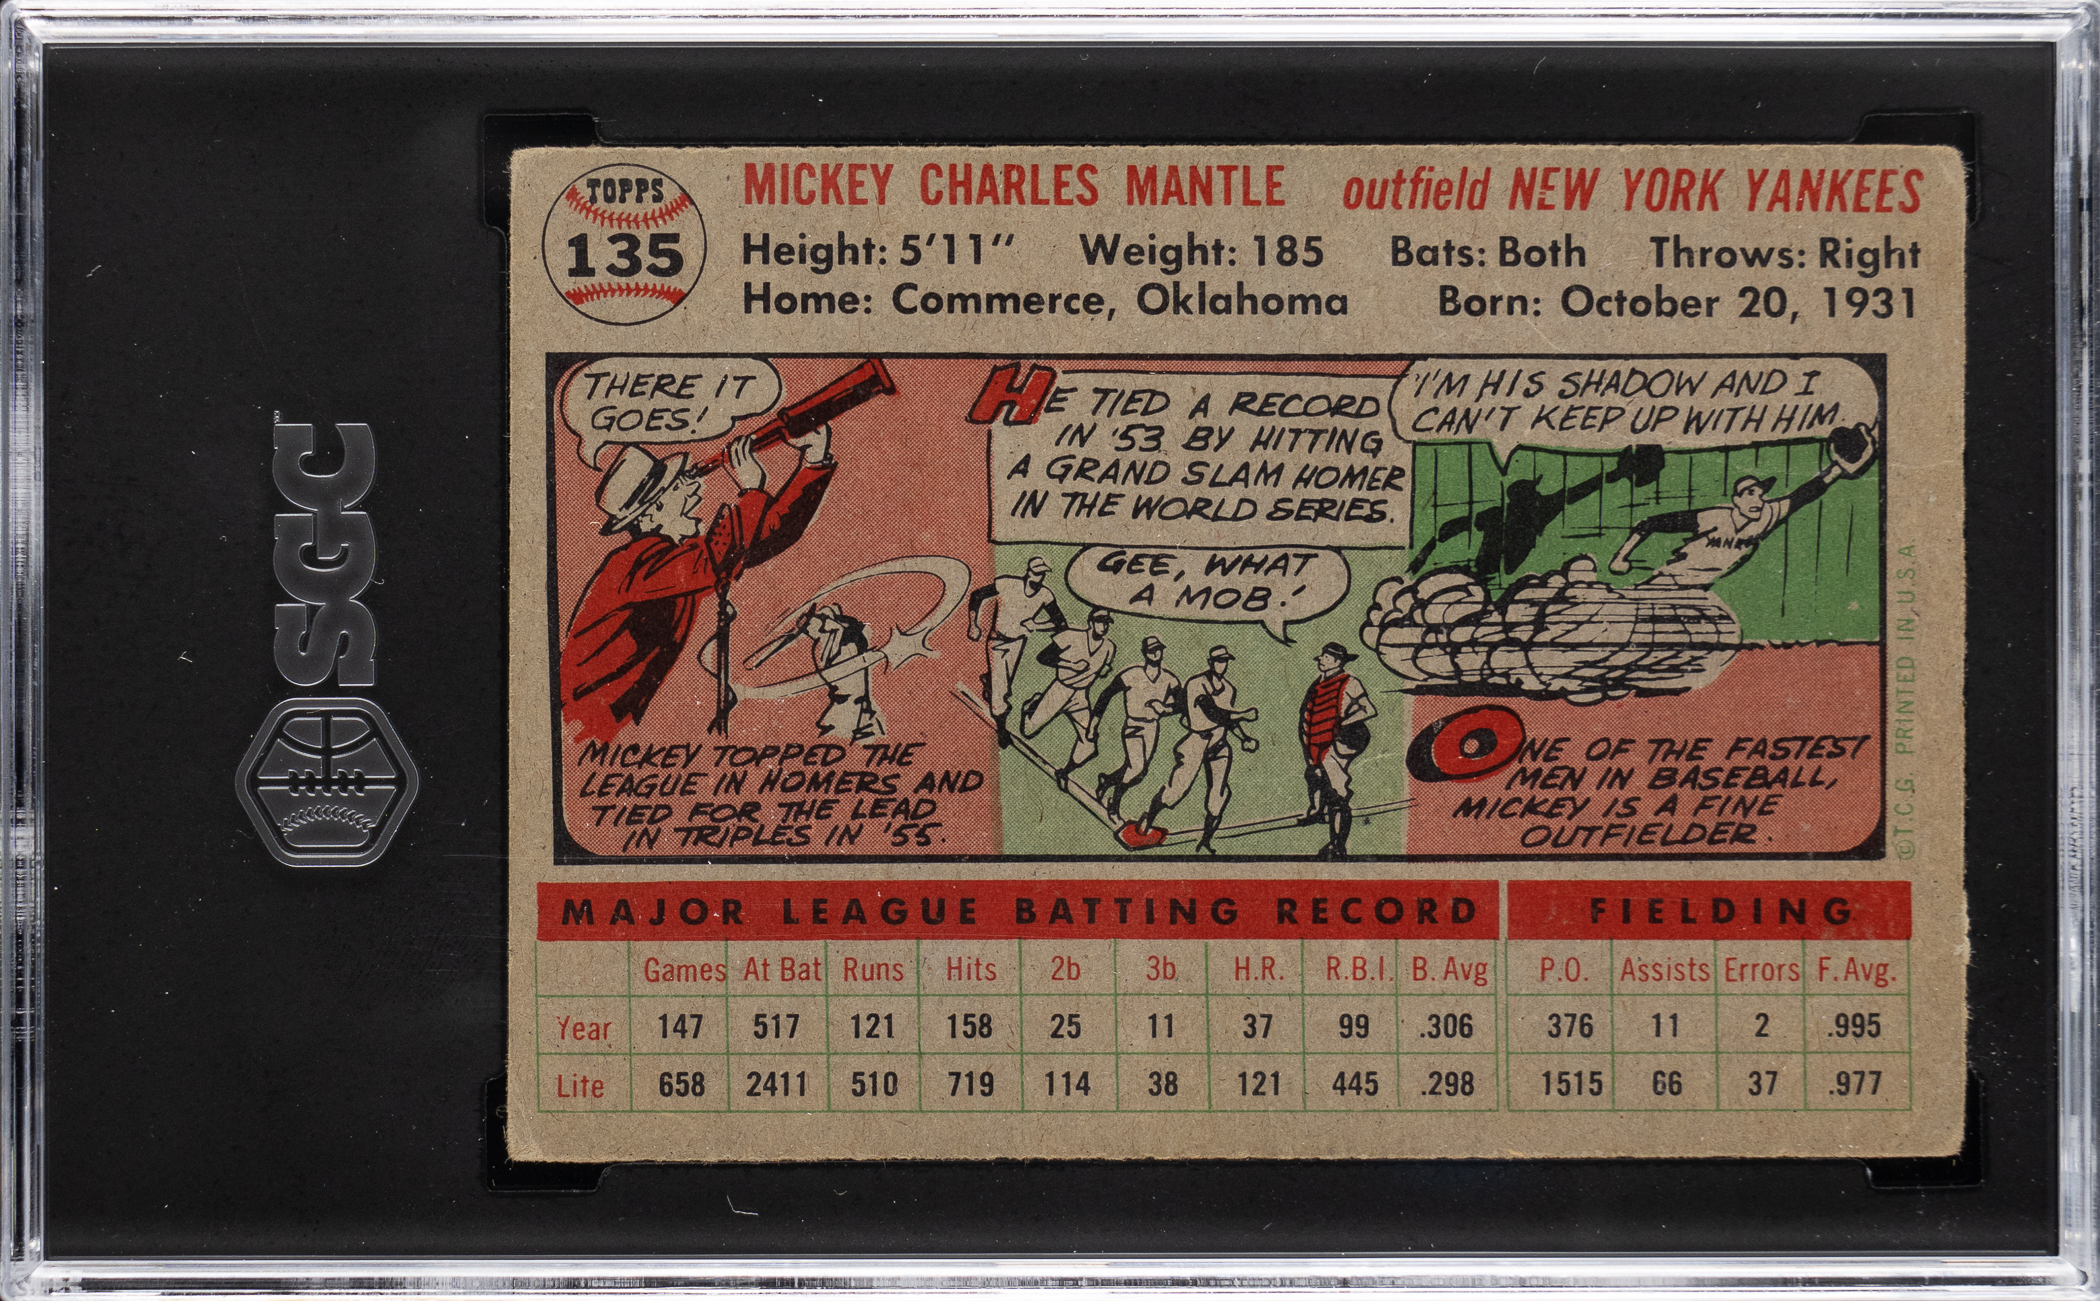 TOPPS
135
MICKEY CHARLES MANTLE outfield NEW YORK YANKEES
Height: 5'11" Weight: 185 Bats: Both Throws: Right
Home: Commerce, Oklahoma Born: October 20, 1931
THERE IT
GOES!
MICKEY TOPPED THE
LEAGUE IN HOMERS AND
TIED FOR THE LEAD
IN TRIPLES IN '55.
HE TIED A RECORD
IN '53 BY HITTING
A GRAND SLAM HOMER
IN THE WORLD SERIES.
GEE, WHAT
A MOB!
I'M HIS SHADOW AND I
CAN'T KEEP UP WITH HIM.
YANKE
ONE OF THE FASTEST
MEN IN BASEBALL,
MICKEY IS A FINE
OUTFIELDER.
© T.C.G. PRINTED IN U.S.A.
MAJOR LEAGUE BATTING RECORD FIELDING
Games At Bat Runs Hits 2b 3b H.R. R.B.I. B. Avg P.O. Assists Errors F. Avg.
Year 147 517 121 158 25 11 37 99 .306 376 11 2 .995
Life 658 2411 510 719 114 38 121 445 .298 1515 66 37 .977
SGC